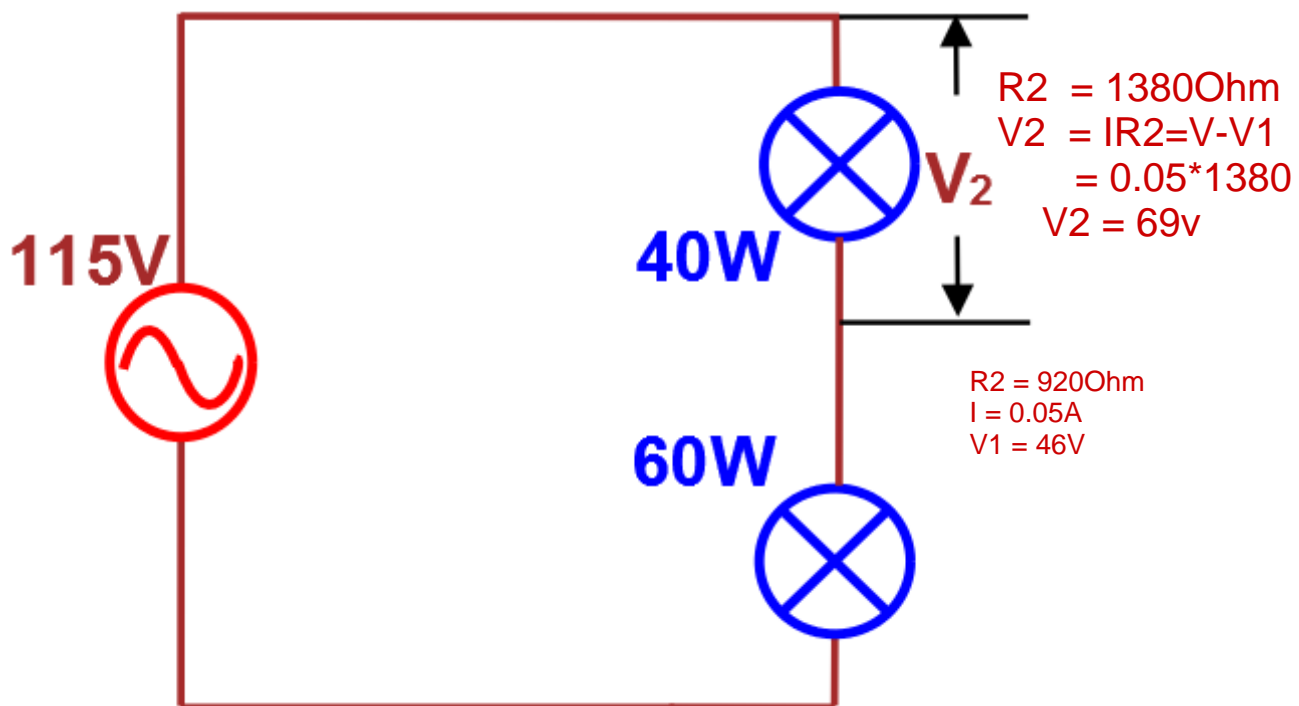 R2 = 1380Ohm
V2 = IR2=V-V1
= 0.05*1380
V2 = 69v
V₂
115V
40W
R2 = 920Ohm
I = 0.05A
V1 = 46V
60W